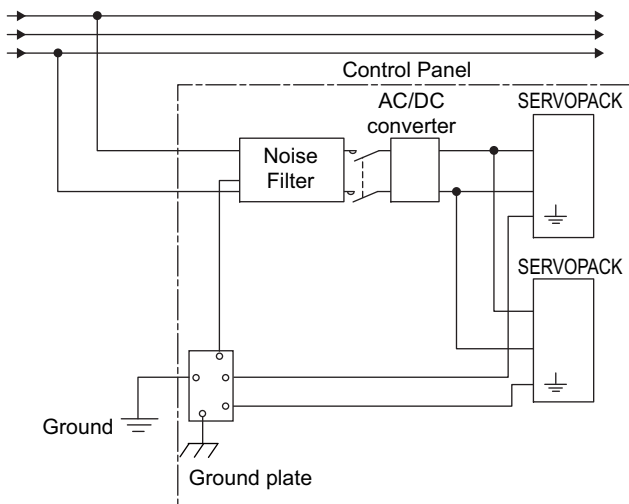 Control Panel
AC/DC
converter
SERVOPACK
Noise
Filter
SERVOPACK
Ground
Ground plate